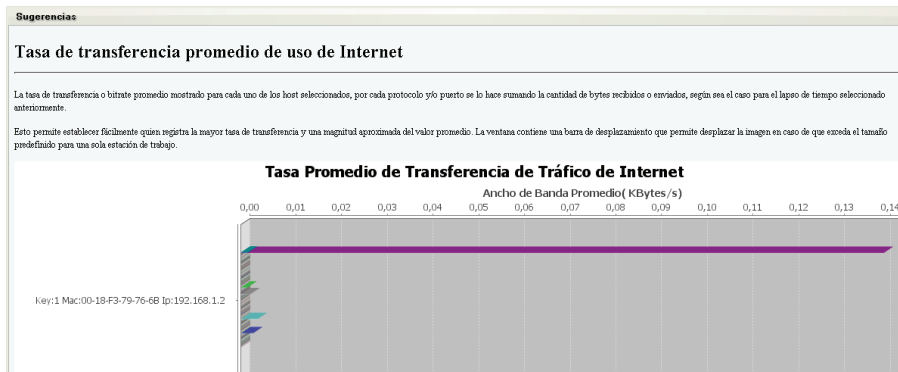 Sugerencias
Tasa de transferencia promedio de uso de Internet
La tasa de transferencia o bitrate promedio mostrado para cada uno de los host seleccionados, por cada protocolo y/o puerto se lo hace sumando la cantidad de bytes recibidos o enviados, según sea el caso para el lapso de tiempo seleccionado
anteriormente.
Esto permite establecer fácilmente quien registra la mayor tasa de transferencia y una magnitud aproximada del valor promedio. La ventana contiene una barra de desplazamiento que permite desplazar la imagen en caso de que exceda el tamaño
predefinido para una sola estación de trabajo.
Tasa Promedio de Transferencia de Tráfico de Internet
Ancho de Banda Promedio( KBytes/s)
0,00 0,01 0,02 0,03 0,04 0,05 0,06 0,07 0,08 0,09 0,10 0,11 0,12 0,13 0,14
Key:1 Mac:00-18-F3-79-76-6B Ip:192.168.1.2